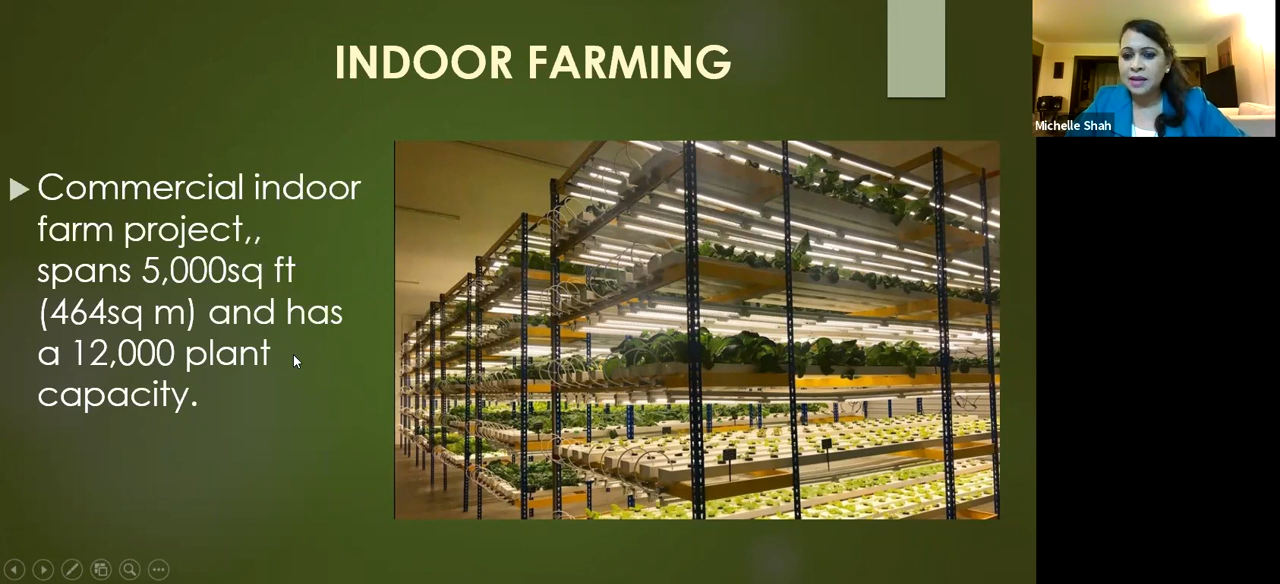 INDOOR FARMING
Michelle Shah
Commercial indoor
farm project,,
spans 5,000sq ft
(464sq m) and has
a 12,000 plant
capacity.